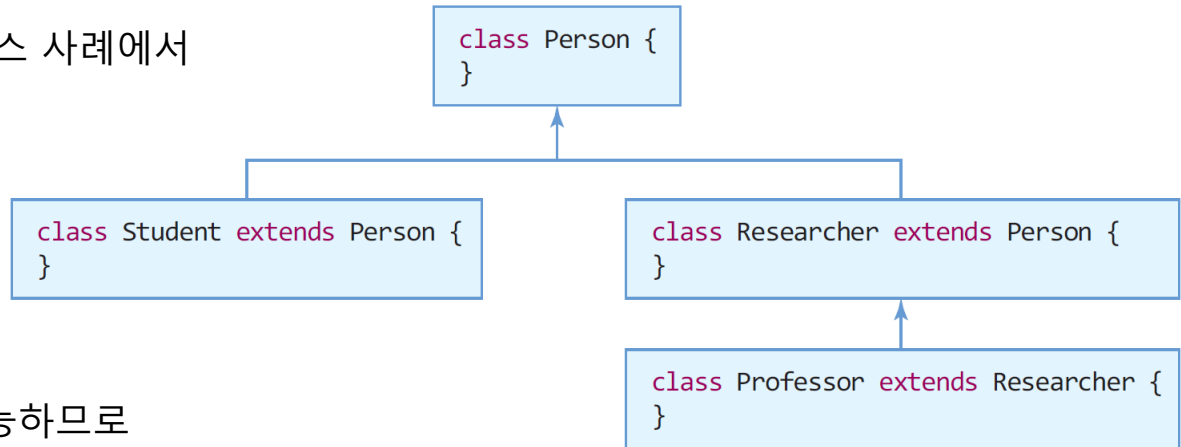 스 사례에서
class Person {
}
class Student extends Person {
}
class Researcher extends Person {
}
class Professor extends Researcher {
}
능하므로